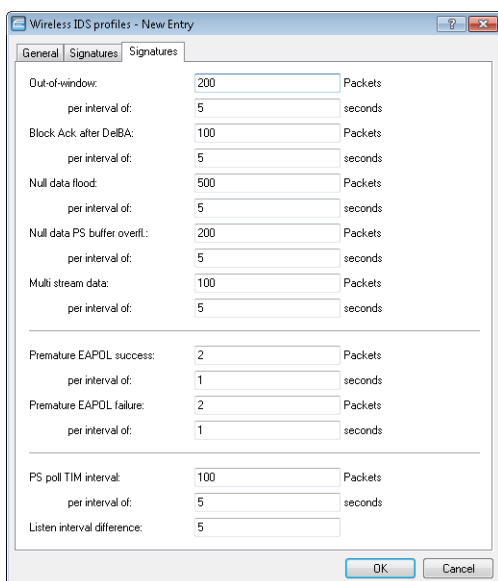 Wireless IDS profiles - New Entry
General Signatures Signatures
Out-of-window: 200 Packets
per interval of: 5 seconds
Block Ack after DelBA: 100 Packets
per interval of: 5 seconds
Null data flood: 500 Packets
per interval of: 5 seconds
Null data PS buffer overfl.: 200 Packets
per interval of: 5 seconds
Multi stream data: 100 Packets
per interval of: 5 seconds
Premature EAPOL success: 2 Packets
per interval of: 1 seconds
Premature EAPOL failure: 2 Packets
per interval of: 1 seconds
PS poll TIM interval: 100 Packets
per interval of: 5 seconds
Listen interval difference: 5
OK Cancel